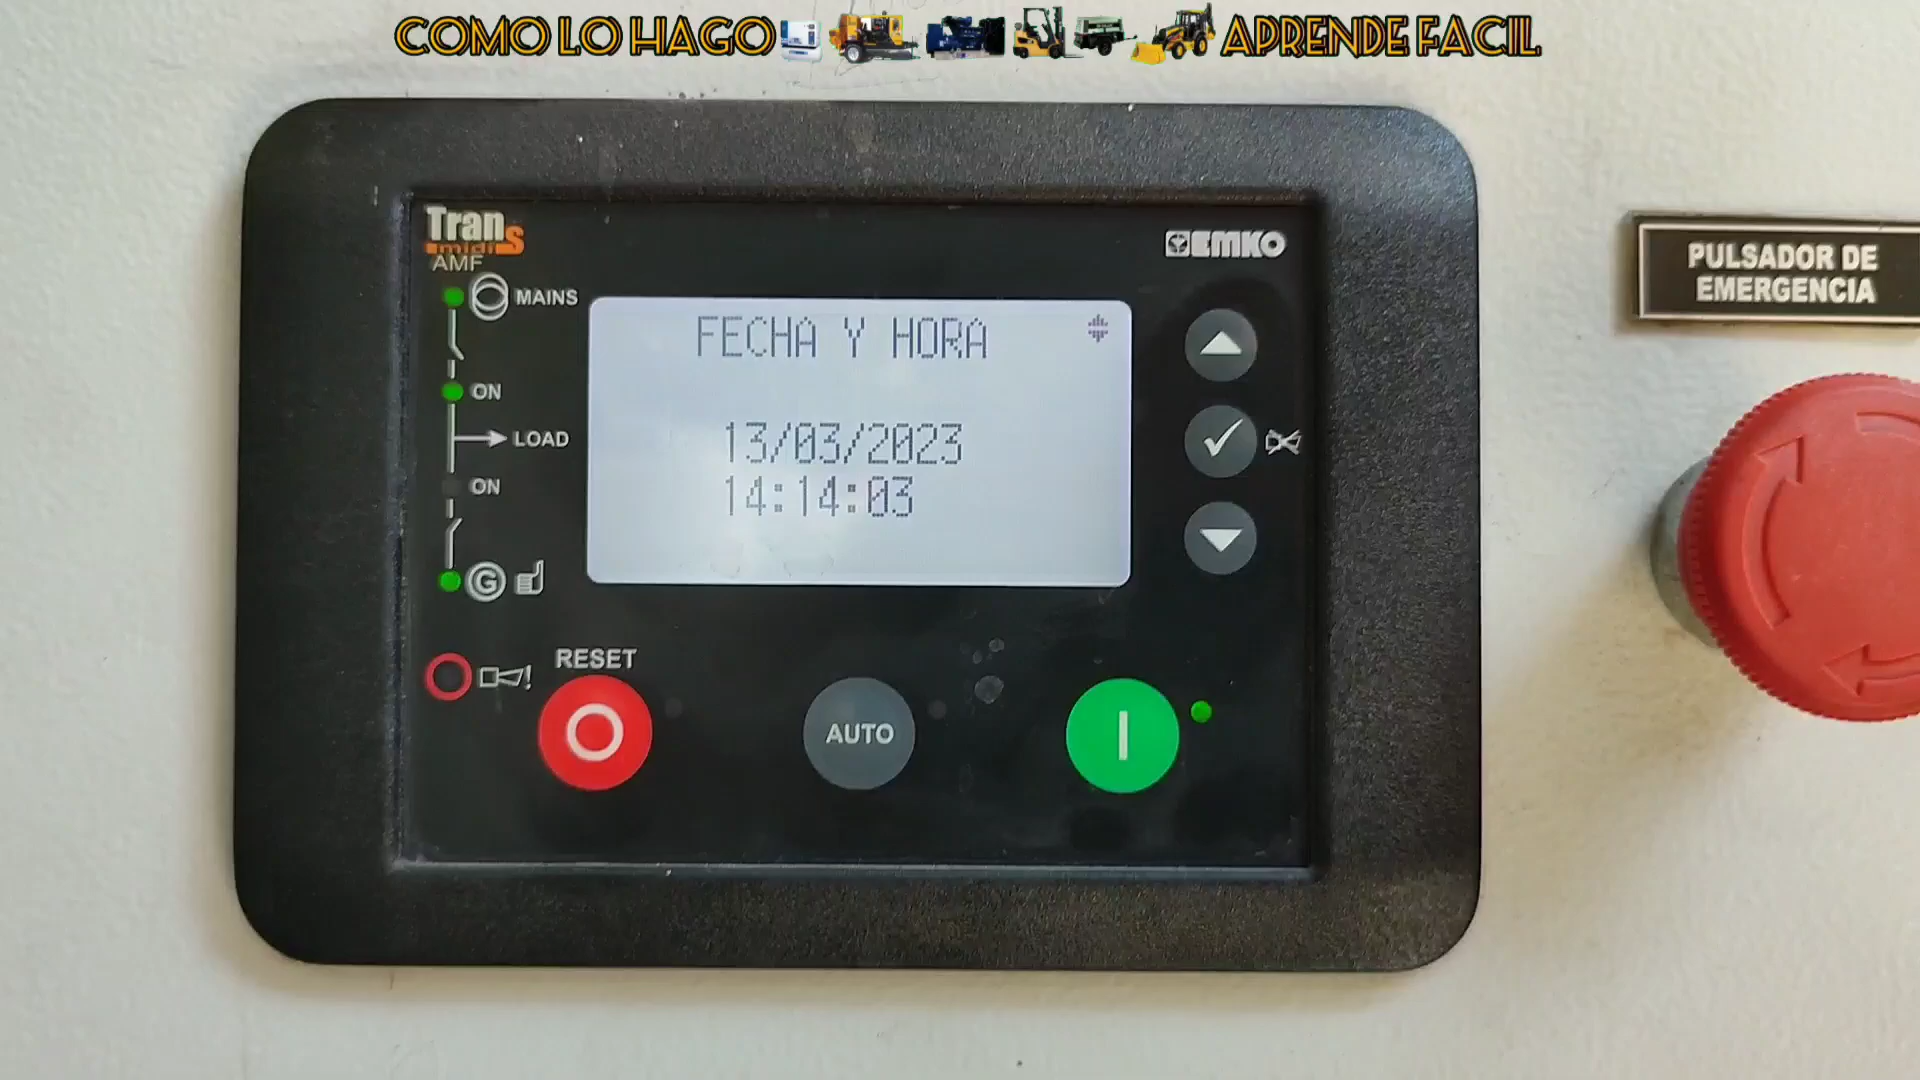 COMO LO HAGO APRENDE FACIL
Trans
midi
AMF
EMKO
MAINS
FECHA Y HORA
ON
13/03/2023
LOAD
14:14:03
ON
G
RESET
AUTO
PULSADOR DE
EMERGENCIA